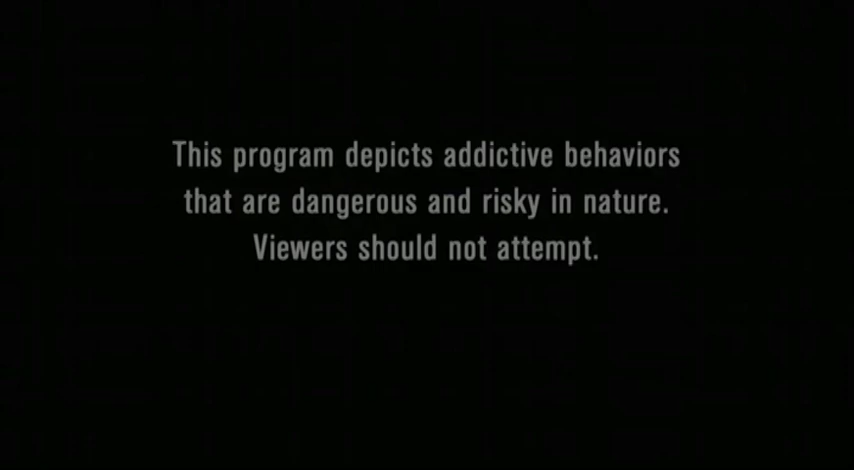 This program depicts addictive behaviors
that are dangerous and risky in nature.
Viewers should not attempt.